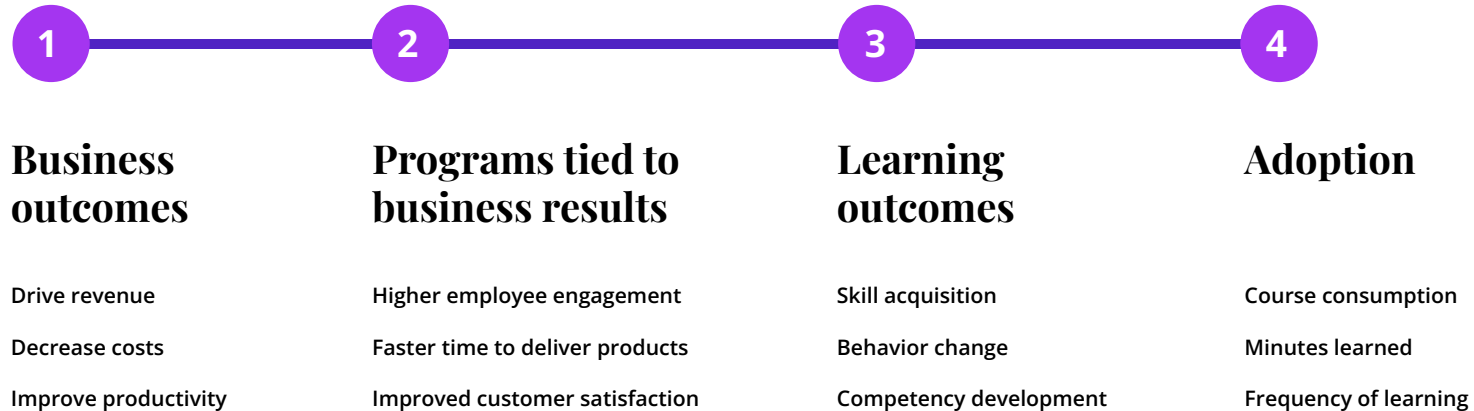 1
2
3
4
Business
outcomes
Drive revenue
Decrease costs
Improve productivity
Programs tied to
business results
Higher employee engagement
Faster time to deliver products
Improved customer satisfaction
Learning
outcomes
Skill acquisition
Behavior change
Competency development
Adoption
Course consumption
Minutes learned
Frequency of learning